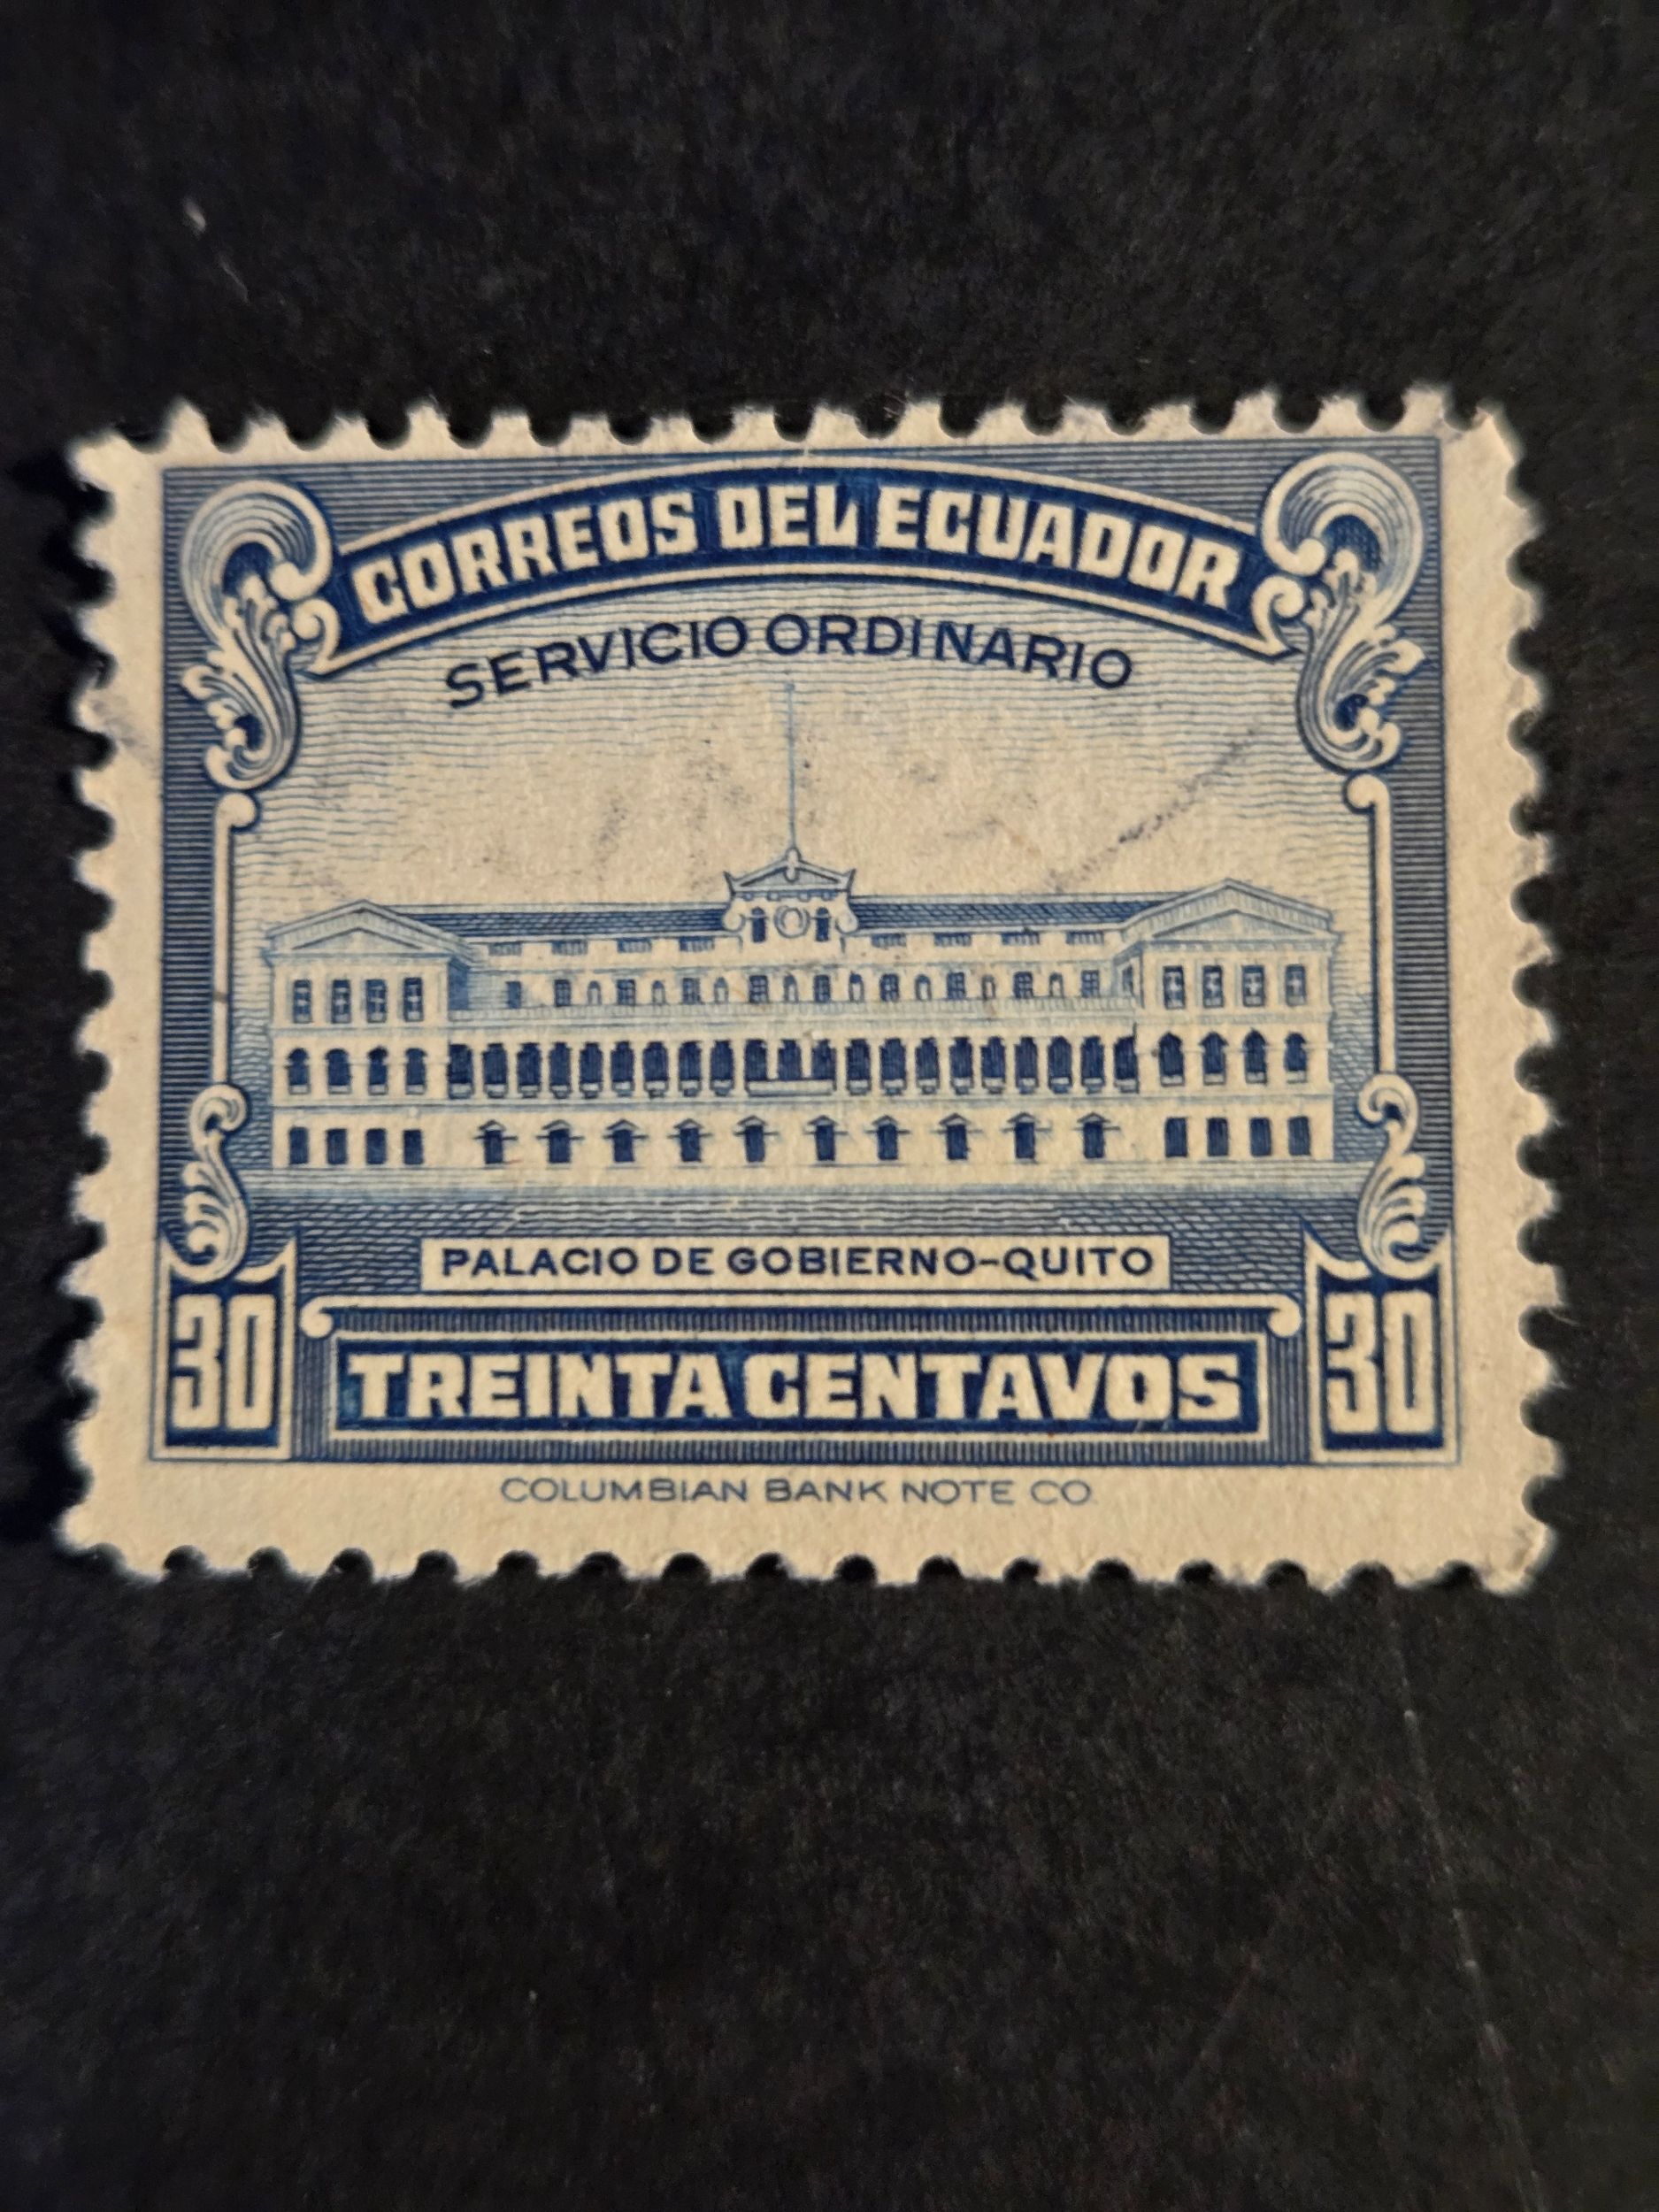 CORREOS DEL ECUADOR
SERVICIO ORDINARIO
PALACIO DE GOBIERNO-QUITO
30 TREINTA CENTAVOS 30
COLUMBIAN BANK NOTE CO.